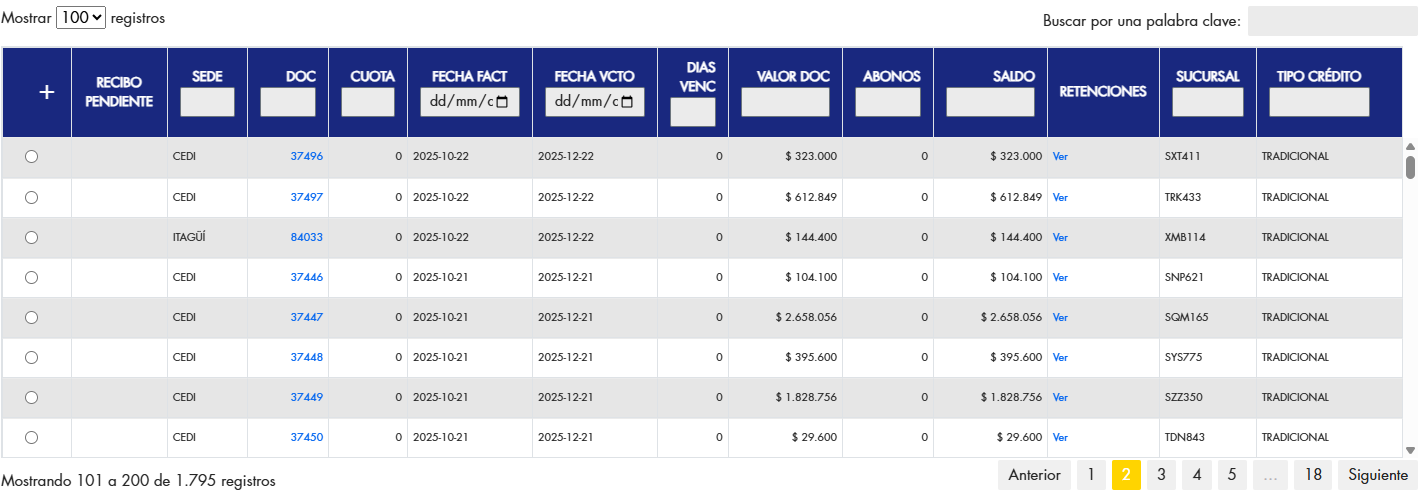 Mostrar 100 registros
Buscar por una palabra clave:
+ RECIBO PENDIENTE SEDE DOC CUOTA FECHA FACT FECHA VCTO DIAS VENC VALOR DOC ABONOS SALDO RETENCIONES SUCURSAL TIPO CRÉDITO
dd/mm/c dd/mm/c
CEDI 37496 0 2025-10-22 2025-12-22 0 $ 323.000 0 $ 323.000 Ver SXT411 TRADICIONAL
CEDI 37497 0 2025-10-22 2025-12-22 0 $ 612.849 0 $ 612.849 Ver TRK433 TRADICIONAL
ITAGÜÍ 84033 0 2025-10-22 2025-12-22 0 $ 144.400 0 $ 144.400 Ver XMB114 TRADICIONAL
CEDI 37446 0 2025-10-21 2025-12-21 0 $ 104.100 0 $ 104.100 Ver SNP621 TRADICIONAL
CEDI 37447 0 2025-10-21 2025-12-21 0 $ 2.658.056 0 $ 2.658.056 Ver SQM165 TRADICIONAL
CEDI 37448 0 2025-10-21 2025-12-21 0 $ 395.600 0 $ 395.600 Ver SYS775 TRADICIONAL
CEDI 37449 0 2025-10-21 2025-12-21 0 $ 1.828.756 0 $ 1.828.756 Ver SZZ350 TRADICIONAL
CEDI 37450 0 2025-10-21 2025-12-21 0 $ 29.600 0 $ 29.600 Ver TDN843 TRADICIONAL
Mostrando 101 a 200 de 1.795 registros
Anterior 1 2 3 4 5 ... 18 Siguiente